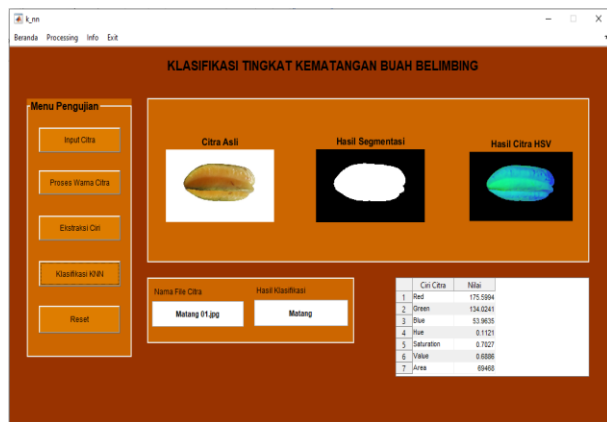 k_nn
Beranda Processing Info Exit
KLASIFIKASI TINGKAT KEMATANGAN BUAH BELIMBING
Menu Pengujian
Input Citra
Proses Warna Citra
Ekstraksi Ciri
Klasifikasi KNN
Reset
Citra Asli
Hasil Segmentasi
Hasil Citra HSV
Nama File Citra
Hasil Klasifikasi
Matang 01.jpg
Matang
Ciri Citra Nilai
1 Red 175.5994
2 Green 134.0241
3 Blue 53.9635
4 Hue 0.1121
5 Saturation 0.7027
6 Value 0.6886
7 Area 69468